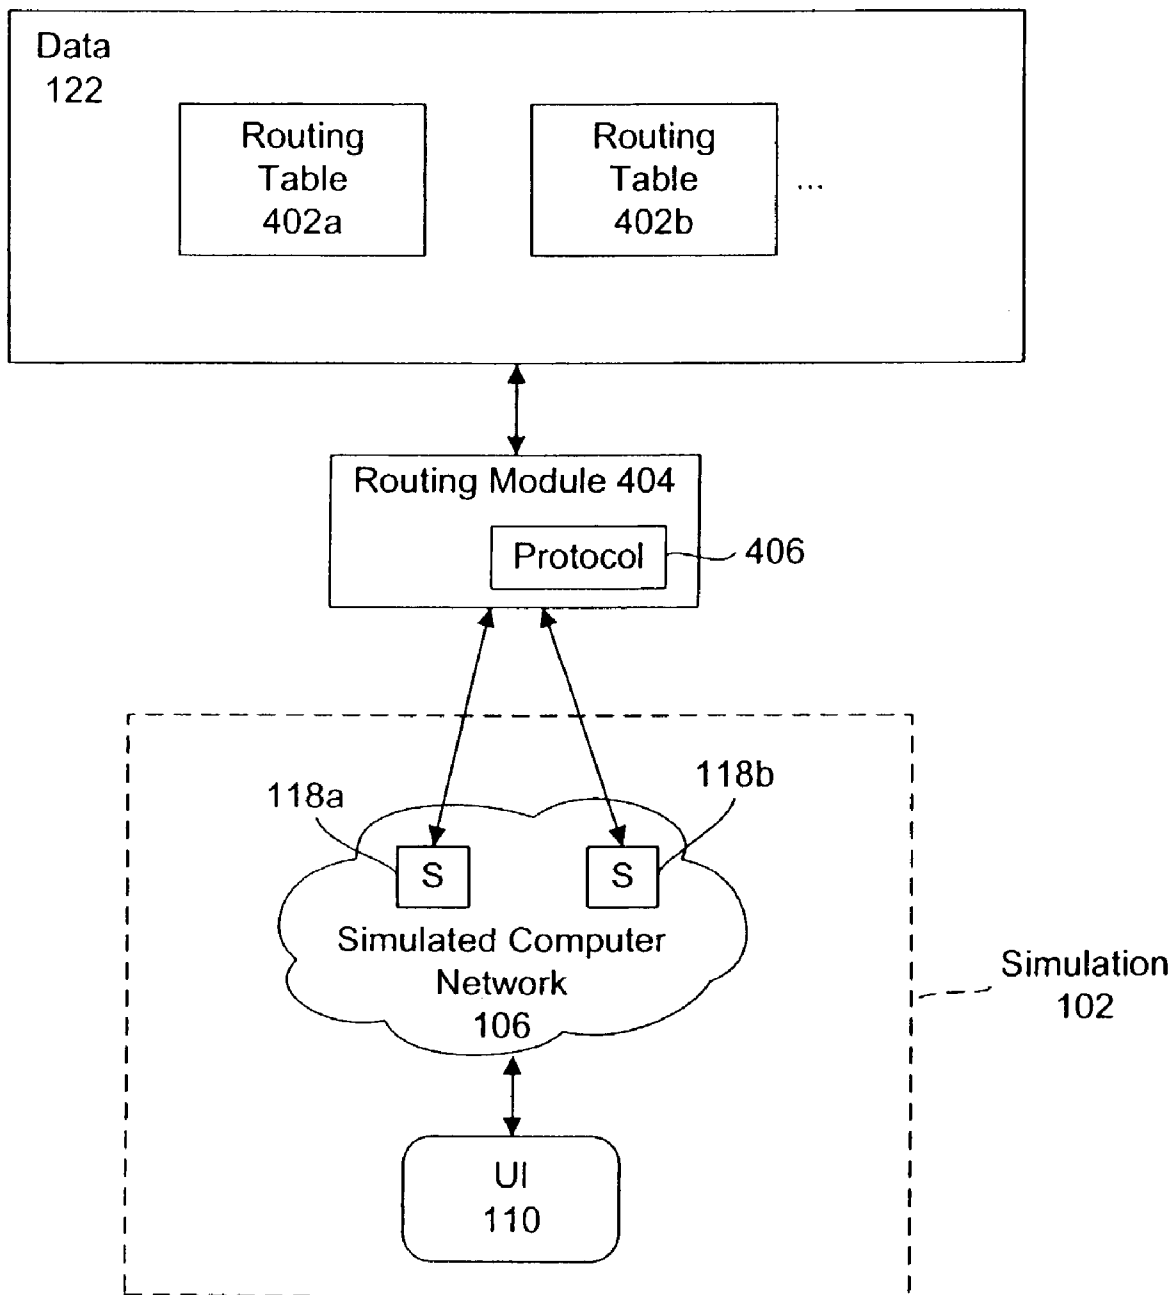 Data
122
Routing
Table
402a
Routing
Table
402b
...
Routing Module 404
Protocol
406
118a
118b
S
S
Simulated Computer
Network
106
Simulation
102
UI
110